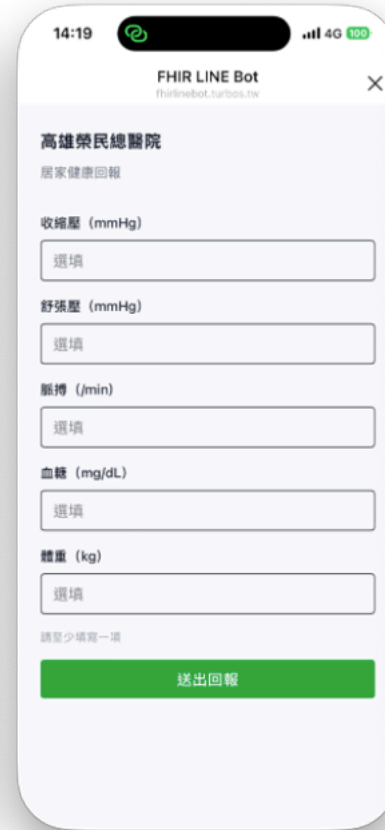 14:19
4G 100
FHIR LINE Bot
fhirlinebot.turbos.tw
高雄榮民總醫院
居家健康回報
收縮壓（mmHg）
選填
舒張壓（mmHg）
選填
脈搏（/min）
選填
血糖（mg/dL）
選填
體重（kg）
選填
請至少填寫一項
送出回報